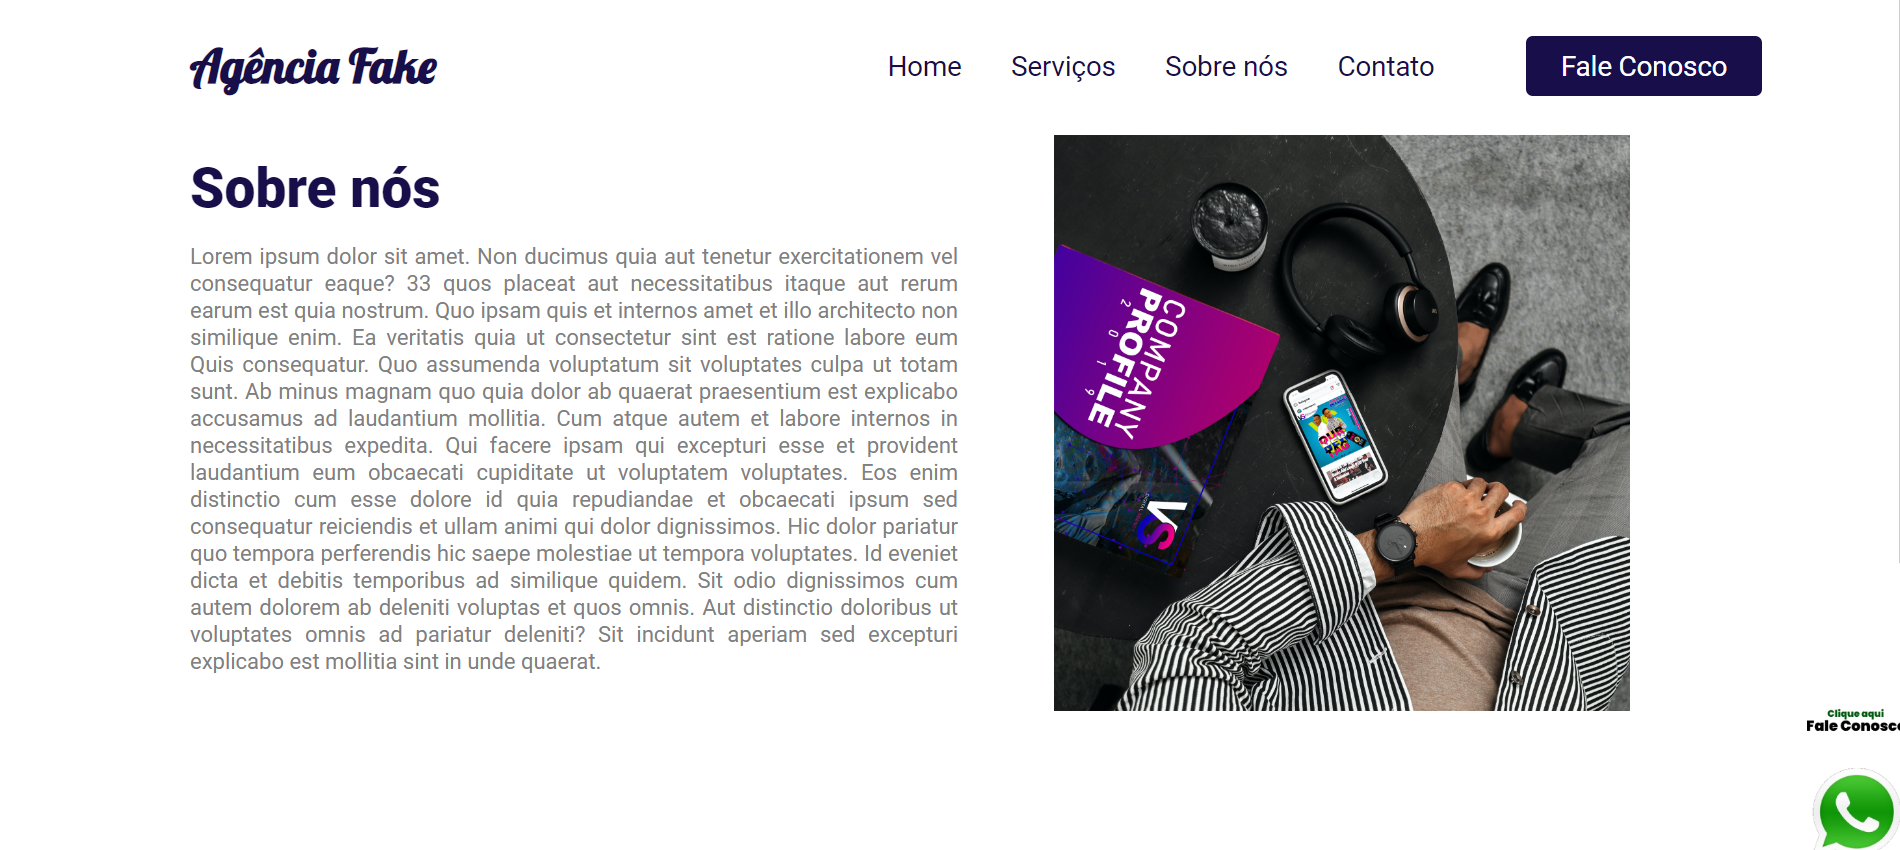 Agência Fake
Home Serviços Sobre nós Contato Fale Conosco
Sobre nós
Lorem ipsum dolor sit amet. Non ducimus quia aut tenetur exercitationem vel
consequatur eaque? 33 quos placeat aut necessitatibus itaque aut rerum
earum est quia nostrum. Quo ipsam quis et internos amet et illo architecto non
similique enim. Ea veritatis quia ut consectetur sint est ratione labore eum
Quis consequatur. Quo assumenda voluptatum sit voluptates culpa ut totam
sunt. Ab minus magnam quo quia dolor ab quaerat praesentium est explicabo
accusamus ad laudantium mollitia. Cum atque autem et labore internos in
necessitatibus expedita. Qui facere ipsam qui excepturi esse et provident
laudantium eum obcaecati cupiditate ut voluptatem voluptates. Eos enim
distinctio cum esse dolore id quia repudiandae et obcaecati ipsum sed
consequatur reiciendis et ullam animi qui dolor dignissimos. Hic dolor pariatur
quo tempora perferendis hic saepe molestiae ut tempora voluptates. Id eveniet
dicta et debitis temporibus ad similique quidem. Sit odio dignissimos cum
autem dolorem ab deleniti voluptas et quos omnis. Aut distinctio doloribus ut
voluptates omnis ad pariatur deleniti? Sit incidunt aperiam sed excepturi
explicabo est mollitia sint in unde quaerat.
COMPANY
PROFILE
2019
VS
Clique aqui
Fale Conosco